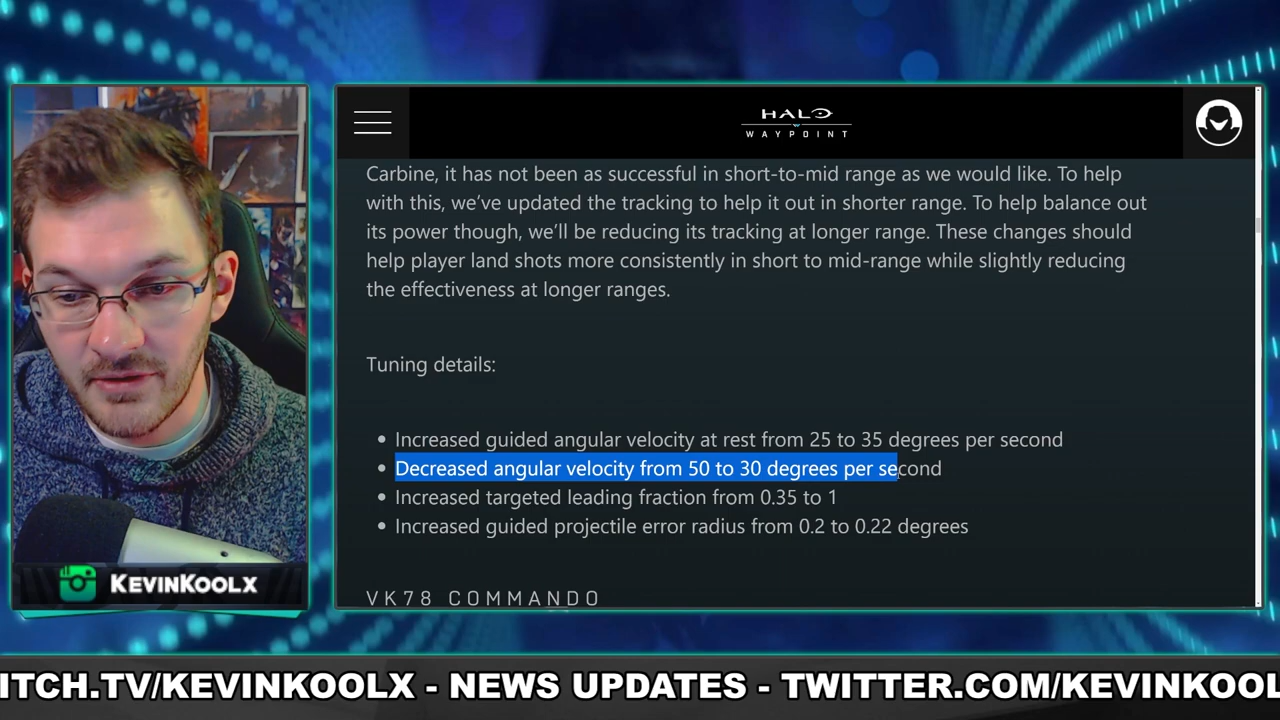 HALO
WAYPOINT
Carbine, it has not been as successful in short-to-mid range as we would like. To help
with this, we’ve updated the tracking to help it out in shorter range. To help balance out
its power though, we’ll be reducing its tracking at longer range. These changes should
help player land shots more consistently in short to mid-range while slightly reducing
the effectiveness at longer ranges.
Tuning details:
• Increased guided angular velocity at rest from 25 to 35 degrees per second
• Decreased angular velocity from 50 to 30 degrees per second
• Increased targeted leading fraction from 0.35 to 1
• Increased guided projectile error radius from 0.2 to 0.22 degrees
VK78 COMMANDO
KEVINKOOLX
ITCH.TV/KEVINKOOLX - NEWS UPDATES - TWITTER.COM/KEVINKOOL